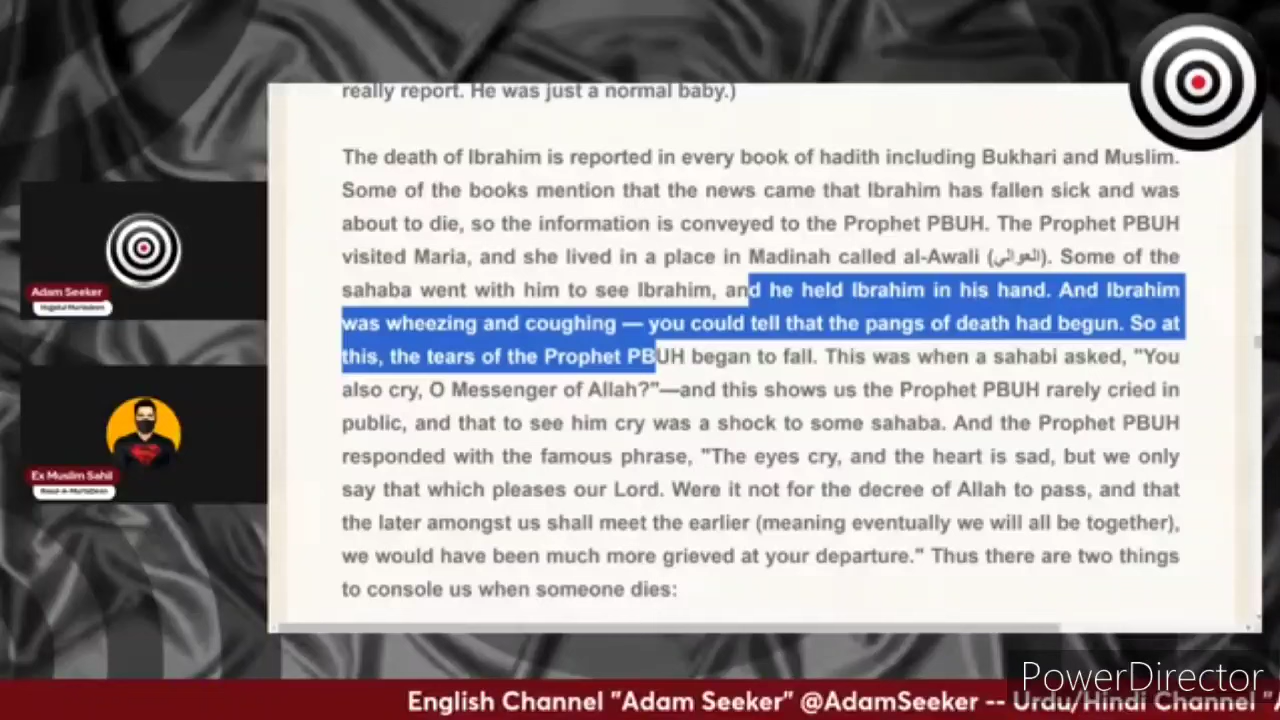 really report. He was just a normal baby.)
The death of Ibrahim is reported in every book of hadith including Bukhari and Muslim.
Some of the books mention that the news came that Ibrahim has fallen sick and was
about to die, so the information is conveyed to the Prophet PBUH. The Prophet PBUH
visited Maria, and she lived in a place in Madinah called al-Awali (العوالي). Some of the
sahaba went with him to see Ibrahim, and he held Ibrahim in his hand. And Ibrahim
was wheezing and coughing — you could tell that the pangs of death had begun. So at
this, the tears of the Prophet PBUH began to fall. This was when a sahabi asked, "You
also cry, O Messenger of Allah?"—and this shows us the Prophet PBUH rarely cried in
public, and that to see him cry was a shock to some sahaba. And the Prophet PBUH
responded with the famous phrase, "The eyes cry, and the heart is sad, but we only
say that which pleases our Lord. Were it not for the decree of Allah to pass, and that
the later amongst us shall meet the earlier (meaning eventually we will all be together),
we would have been much more grieved at your departure." Thus there are two things
to console us when someone dies:
Adam Seeker
Ex Muslim Sahil
PowerDirector
English Channel "Adam Seeker" @AdamSeeker -- Urdu/Hindi Channel "